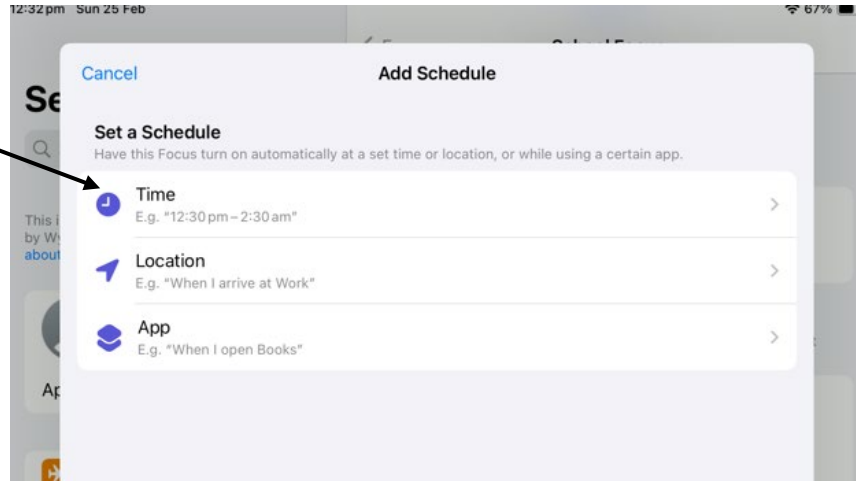 12:32 pm Sun 25 Feb
67%
Cancel
Add Schedule
Se
Set a Schedule
Have this Focus turn on automatically at a set time or location, or while using a certain app.
Time
E.g. "12:30 pm – 2:30 am"
This i
by W
about
Location
E.g. "When I arrive at Work"
App
E.g. "When I open Books"
Ap